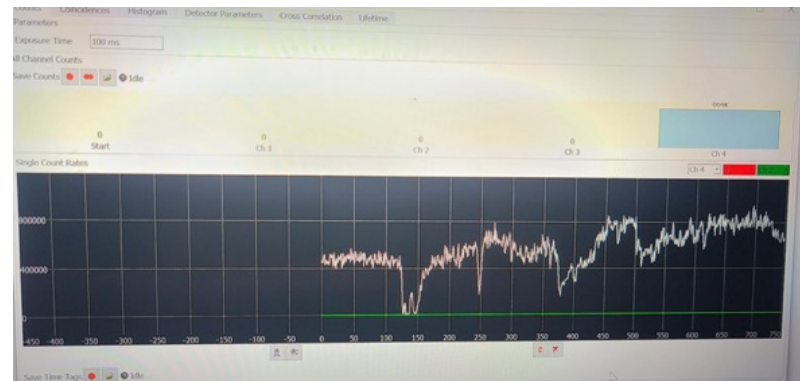 Counts Coincidences Histogram Detector Parameters Cross Correlation Lifetime
Parameters
Exposure Time 100 ms
All Channel Counts
Save Counts Idle
0 0 0 0
Start Ch 1 Ch 2 Ch 3 Ch 4
Single Count Rates
Ch 4
800000
400000
0
-450 -400 -350 -300 -250 -200 -150 -100 -50 0 50 100 150 200 250 300 350 400 450 500 550 600 650 700 750
Save Time Tags Idle